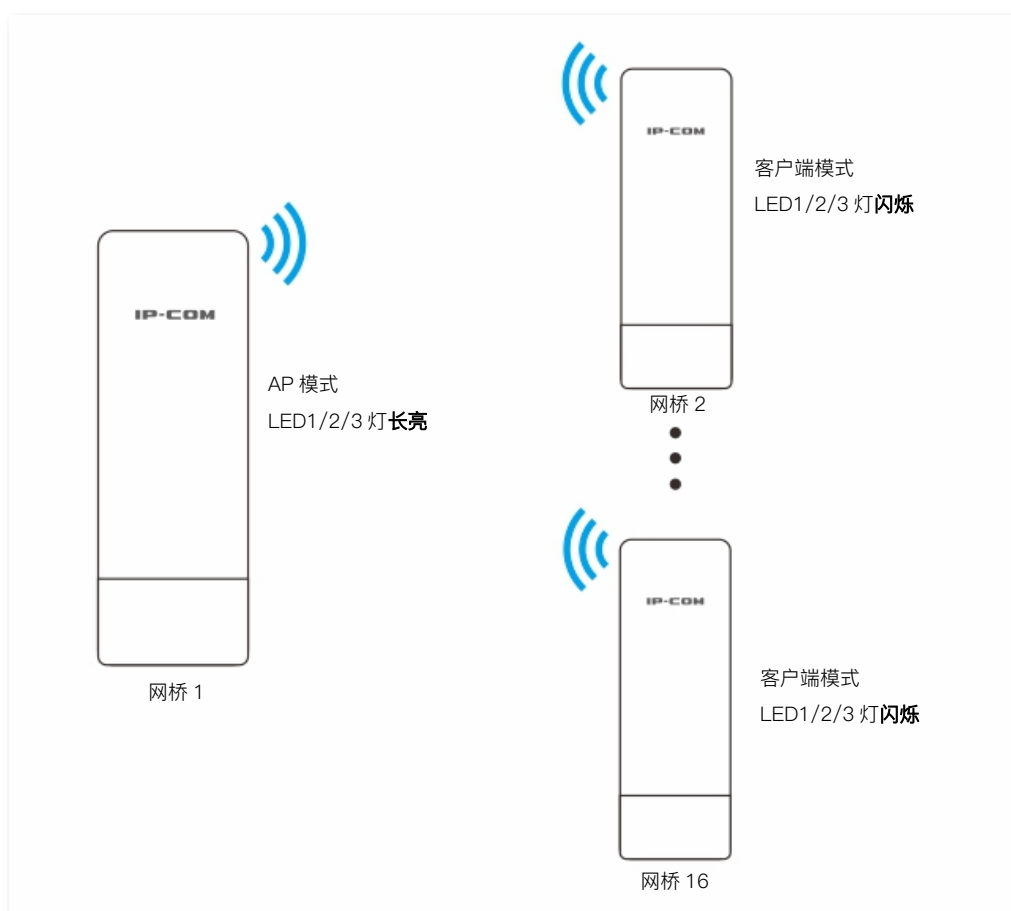 IP-COM
AP 模式
LED1/2/3 灯长亮
网桥 1
IP-COM
客户端模式
LED1/2/3 灯闪烁
网桥 2
IP-COM
客户端模式
LED1/2/3 灯闪烁
网桥 16